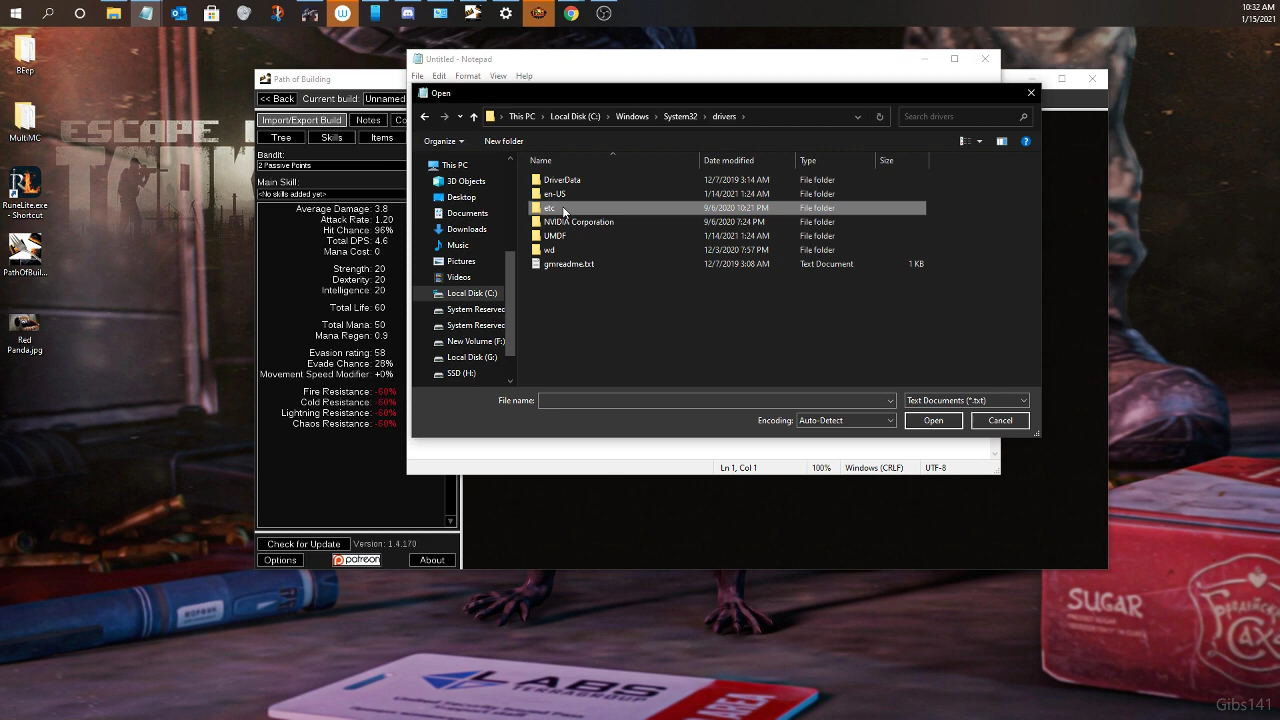 10:32 AM
1/15/2021
BEep
MultiMC
RuneLite.exe - Shortcut
PathOfBuil...
Red Panda.jpg
Untitled - Notepad
File Edit Format View Help
Path of Building
<< Back Current build: Unnamed
Import/Export Build Notes Co
Tree Skills Items
Bandit:
2 Passive Points
Main Skill:
<No skills added yet>
Average Damage: 3.8
Attack Rate: 1.20
Hit Chance: 96%
Total DPS: 4.6
Mana Cost: 0
Strength: 20
Dexterity: 20
Intelligence: 20
Total Life: 60
Total Mana: 50
Mana Regen: 0.9
Evasion rating: 58
Evade Chance: 28%
Movement Speed Modifier: +0%
Fire Resistance: -60%
Cold Resistance: -60%
Lightning Resistance: -60%
Chaos Resistance: -60%
Check for Update Version: 1.4.170
Options patreon About
Open
This PC > Local Disk (C:) > Windows > System32 > drivers >
Search drivers
Organize New folder
This PC
3D Objects
Desktop
Documents
Downloads
Music
Pictures
Videos
Local Disk (C:)
System Reserved
System Reserved
New Volume (F:)
Local Disk (G:)
SSD (H:)
Name Date modified Type Size
DriverData 12/7/2019 3:14 AM File folder
en-US 1/14/2021 1:24 AM File folder
etc 9/6/2020 10:21 PM File folder
NVIDIA Corporation 9/6/2020 7:24 PM File folder
UMDF 1/14/2021 1:24 AM File folder
wd 12/3/2020 7:57 PM File folder
gmreadme.txt 12/7/2019 3:08 AM Text Document 1 KB
File name: Text Documents (*.txt)
Encoding: Auto-Detect Open Cancel
Ln 1, Col 1 100% Windows (CRLF) UTF-8
ESCAPE
SUGAR
LABS
TERRAGROUP
AREA
Gibs141